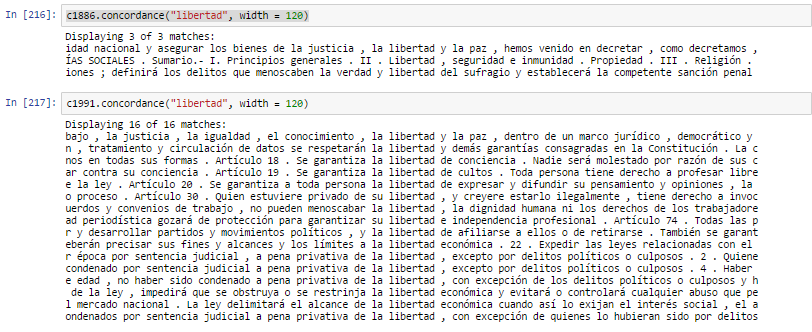 In [216]: c1886.concordance("libertad", width = 120)
Displaying 3 of 3 matches:
idad nacional y asegurar los bienes de la justicia , la libertad y la paz , hemos venido en decretar , como decretamos ,
ÍAS SOCIALES . Sumario.- I. Principios generales . II . Libertad , seguridad e inmunidad . Propiedad . III . Religión .
iones ; definirá los delitos que menoscaben la verdad y libertad del sufragio y establecerá la competente sanción penal
In [217]: c1991.concordance("libertad", width = 120)
Displaying 16 of 16 matches:
bajo , la justicia , la igualdad , el conocimiento , la libertad y la paz , dentro de un marco jurídico , democrático y
n , tratamiento y circulación de datos se respetarán la libertad y demás garantías consagradas en la Constitución . La c
nos en todas sus formas . Artículo 18 . Se garantiza la libertad de conciencia . Nadie será molestado por razón de sus c
ar contra su conciencia . Artículo 19 . Se garantiza la libertad de cultos . Toda persona tiene derecho a profesar libre
e la ley . Artículo 20 . Se garantiza a toda persona la libertad de expresar y difundir su pensamiento y opiniones , la
o proceso . Artículo 30 . Quien estuviere privado de su libertad , y creyere estarlo ilegalmente , tiene derecho a invoc
uerdos y convenios de trabajo , no pueden menoscabar la libertad , la dignidad humana ni los derechos de los trabajadore
ad periodística gozará de protección para garantizar su libertad e independencia profesional . Artículo 74 . Todas las p
r y desarrollar partidos y movimientos políticos , y la libertad de afiliarse a ellos o de retirarse . También se garant
eberán precisar sus fines y alcances y los límites a la libertad económica . 22 . Expedir las leyes relacionadas con el
r época por sentencia judicial , a pena privativa de la libertad , excepto por delitos políticos o culposos . 2 . Quiene
condenado por sentencia judicial a pena privativa de la libertad , excepto por delitos políticos o culposos . 4 . Haber
e edad , no haber sido condenado a pena privativa de la libertad , con excepción de los delitos políticos o culposos y h
de la ley , impedirá que se obstruya o se restrinja la libertad económica y evitará o controlará cualquier abuso que pe
l mercado nacional . La ley delimitará el alcance de la libertad económica cuando así lo exijan el interés social , el a
ondenados por sentencia judicial a pena privativa de la libertad , con excepción de quienes lo hubieran sido por delitos